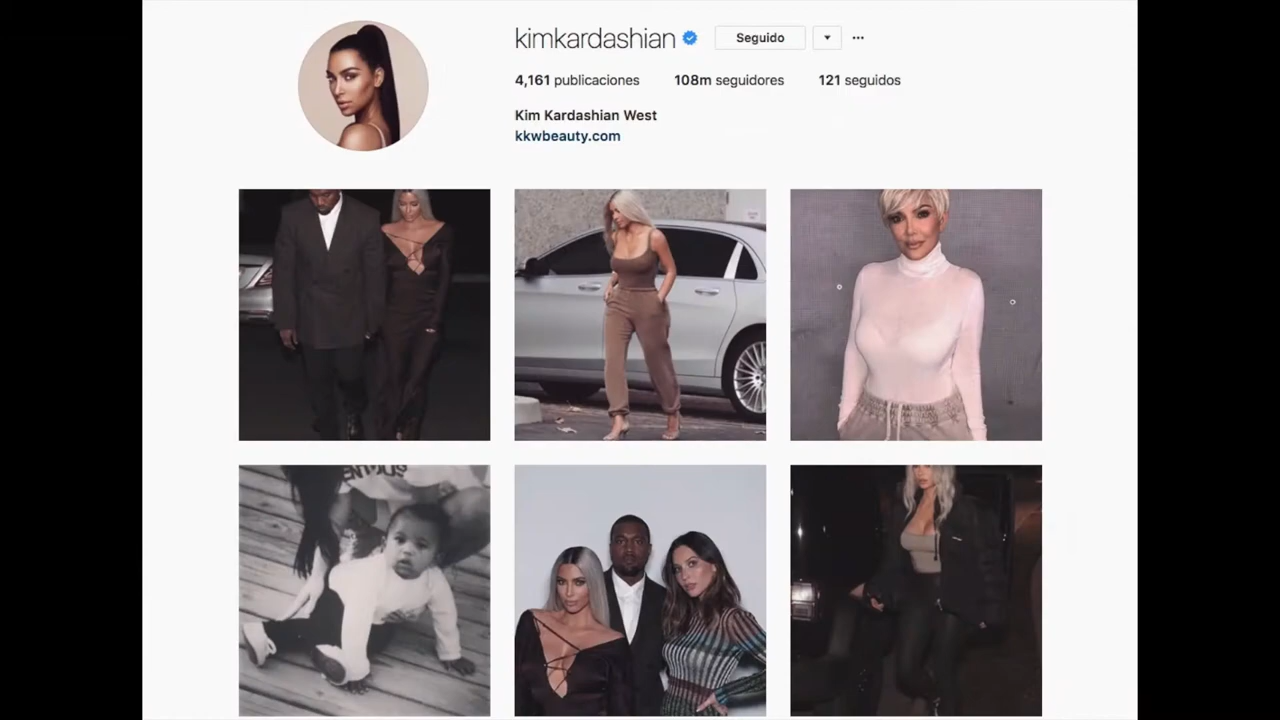 kimkardashian Seguido
4,161 publicaciones 108m seguidores 121 seguidos
Kim Kardashian West
kkwbeauty.com